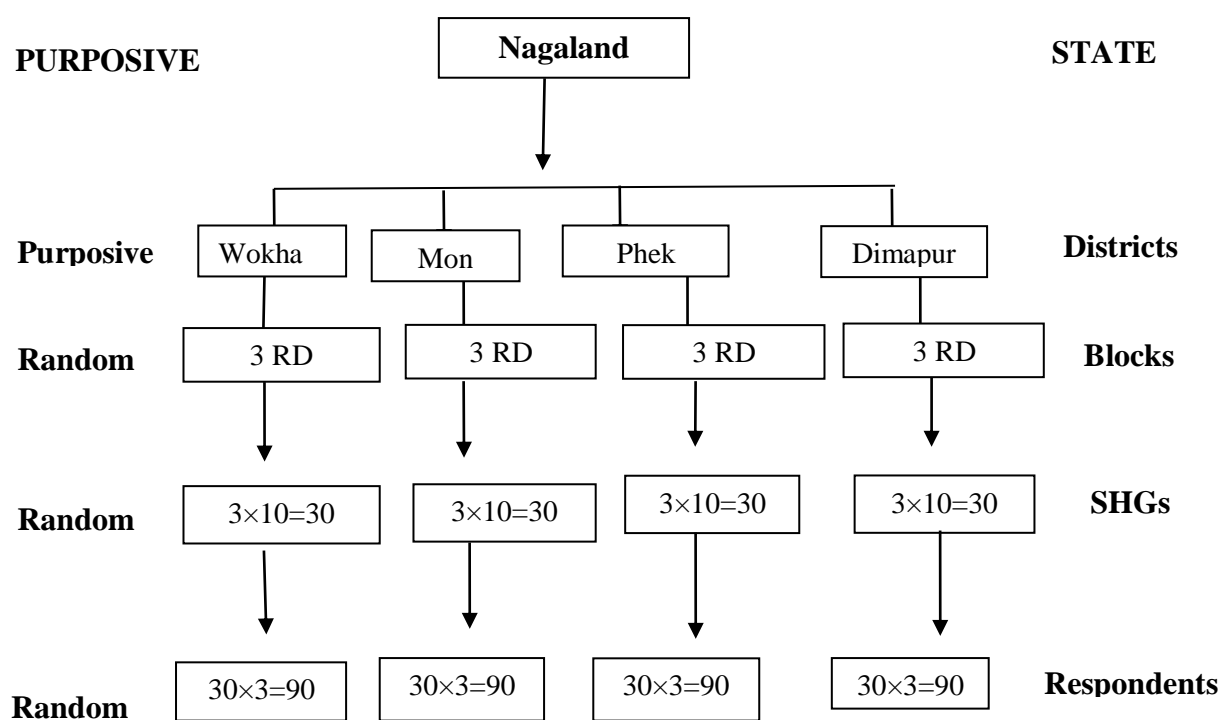 PURPOSIVE Nagaland STATE
Purposive Wokha Mon Phek Dimapur Districts
Random 3 RD 3 RD 3 RD 3 RD Blocks
Random 3×10=30 3×10=30 3×10=30 3×10=30 SHGs
Random 30×3=90 30×3=90 30×3=90 30×3=90 Respondents